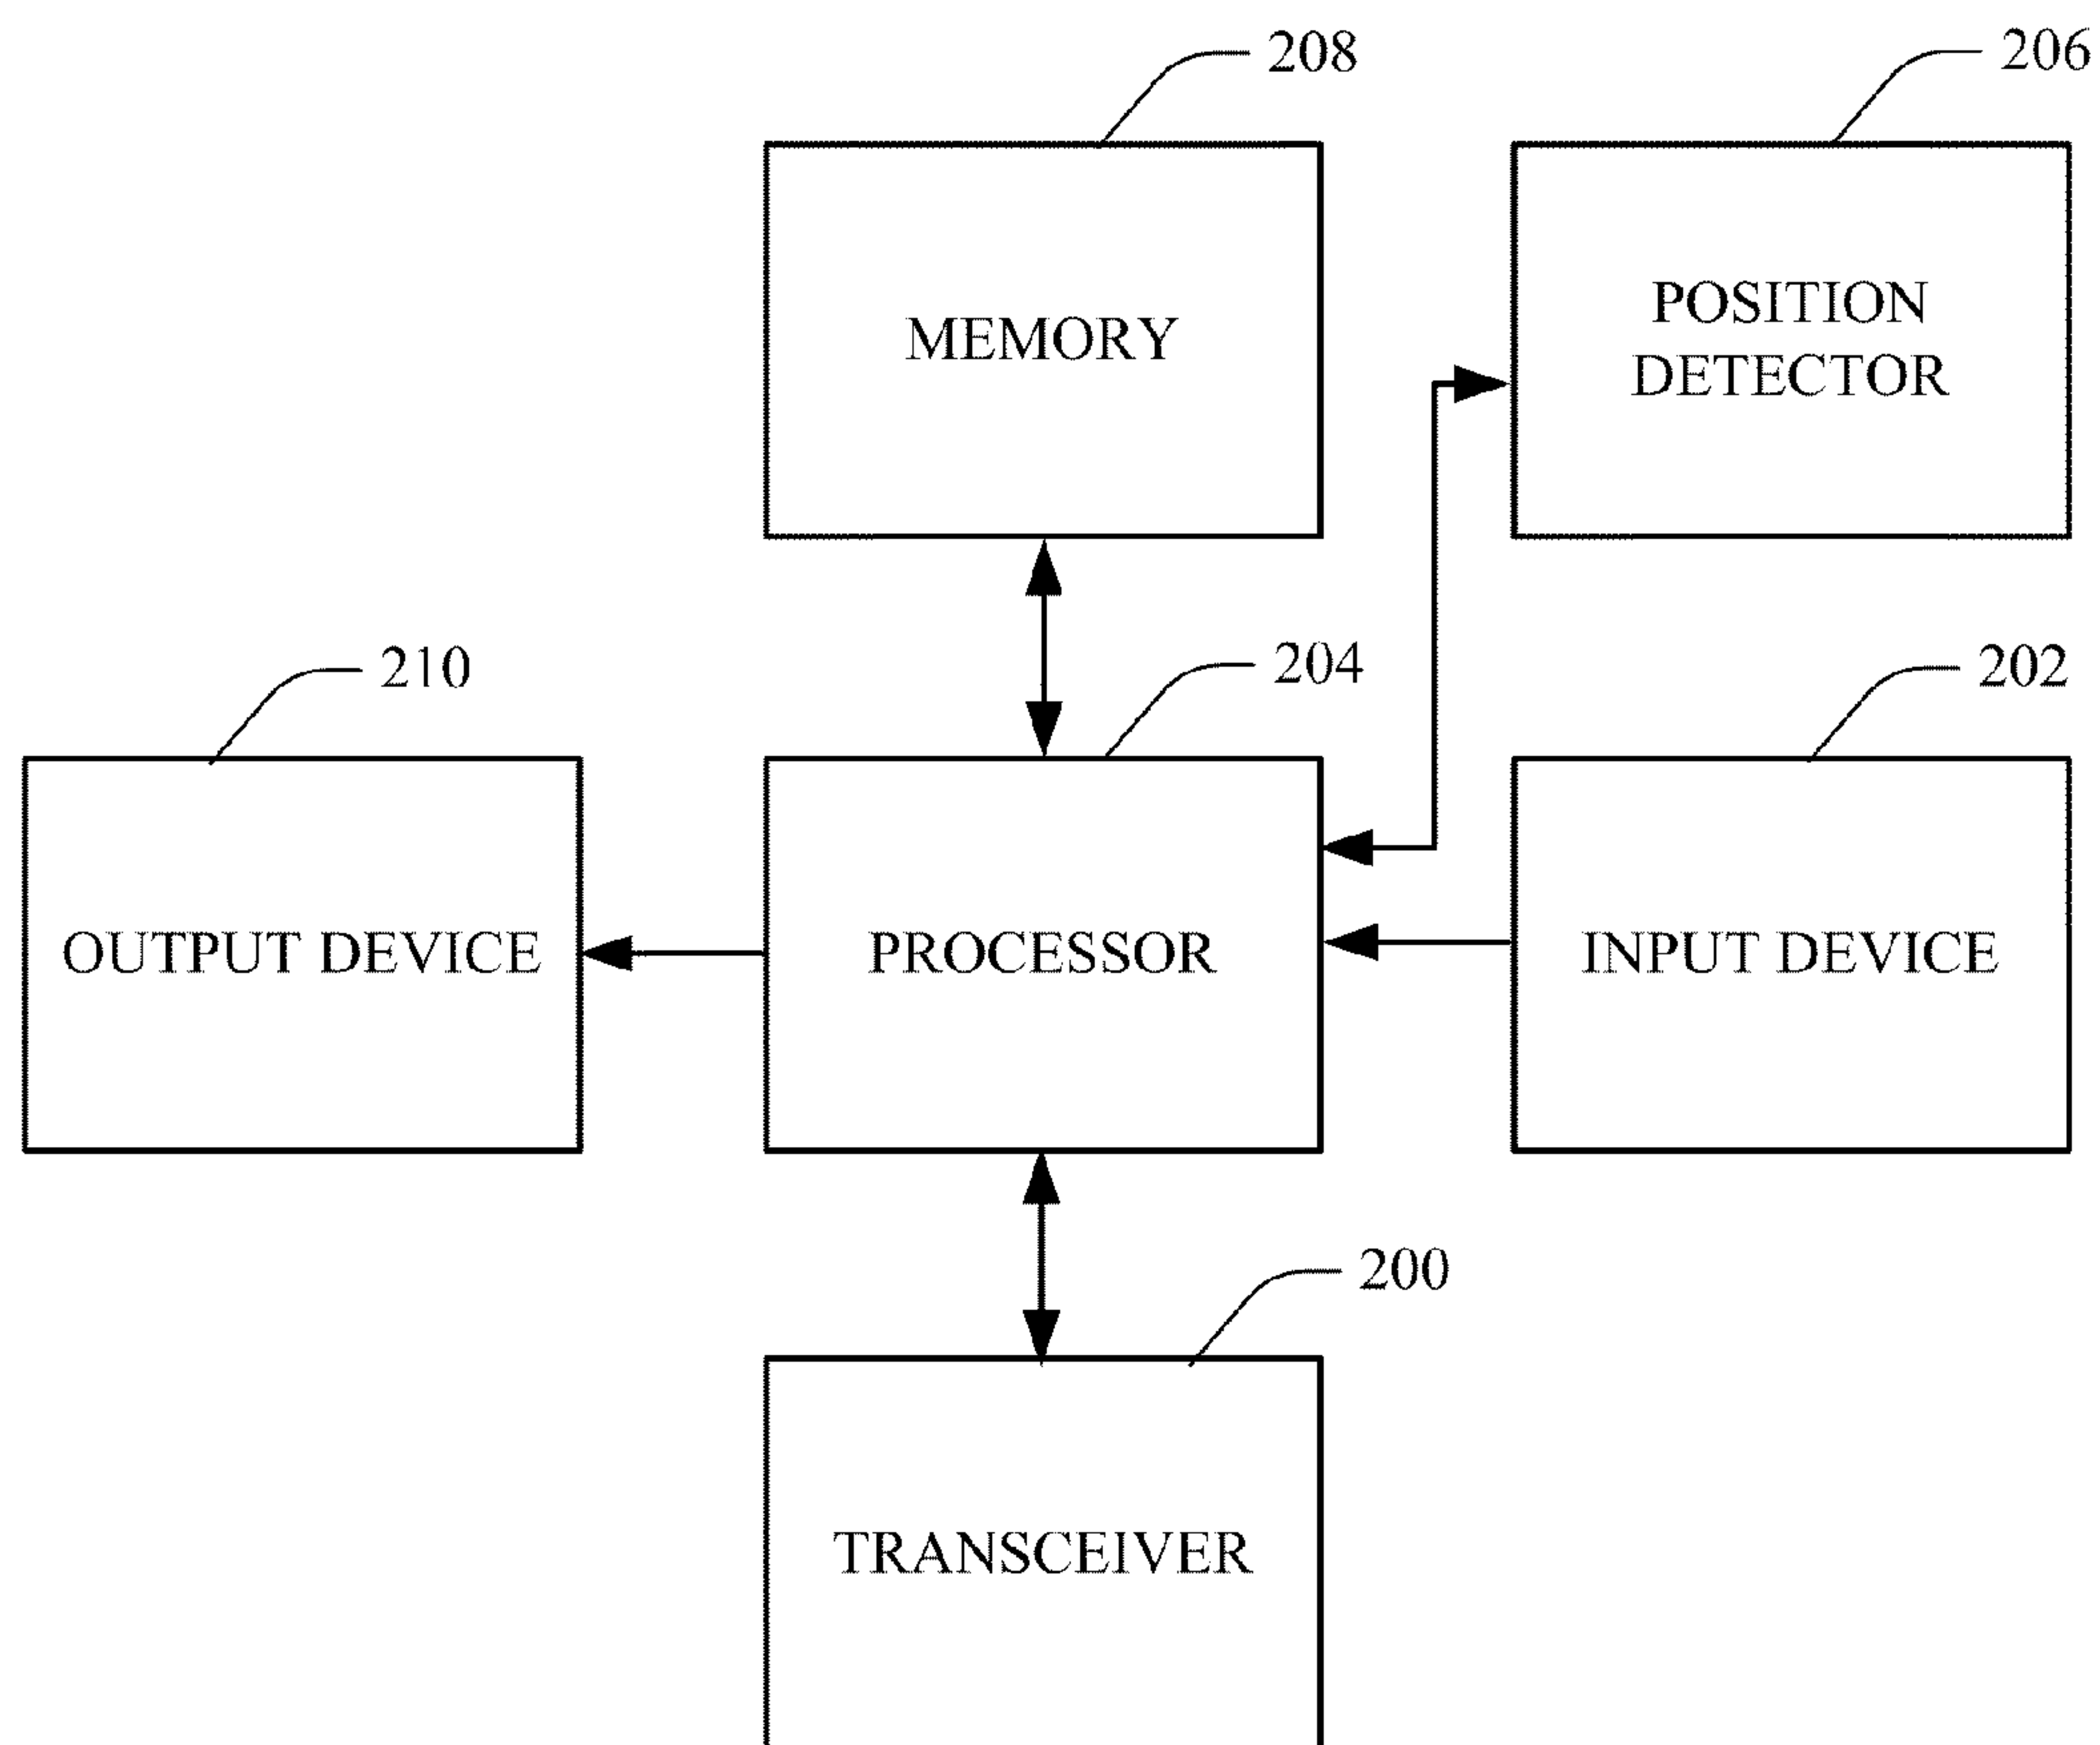 208
206
MEMORY
POSITION
DETECTOR
210
204
202
OUTPUT DEVICE
PROCESSOR
INPUT DEVICE
200
TRANSCEIVER